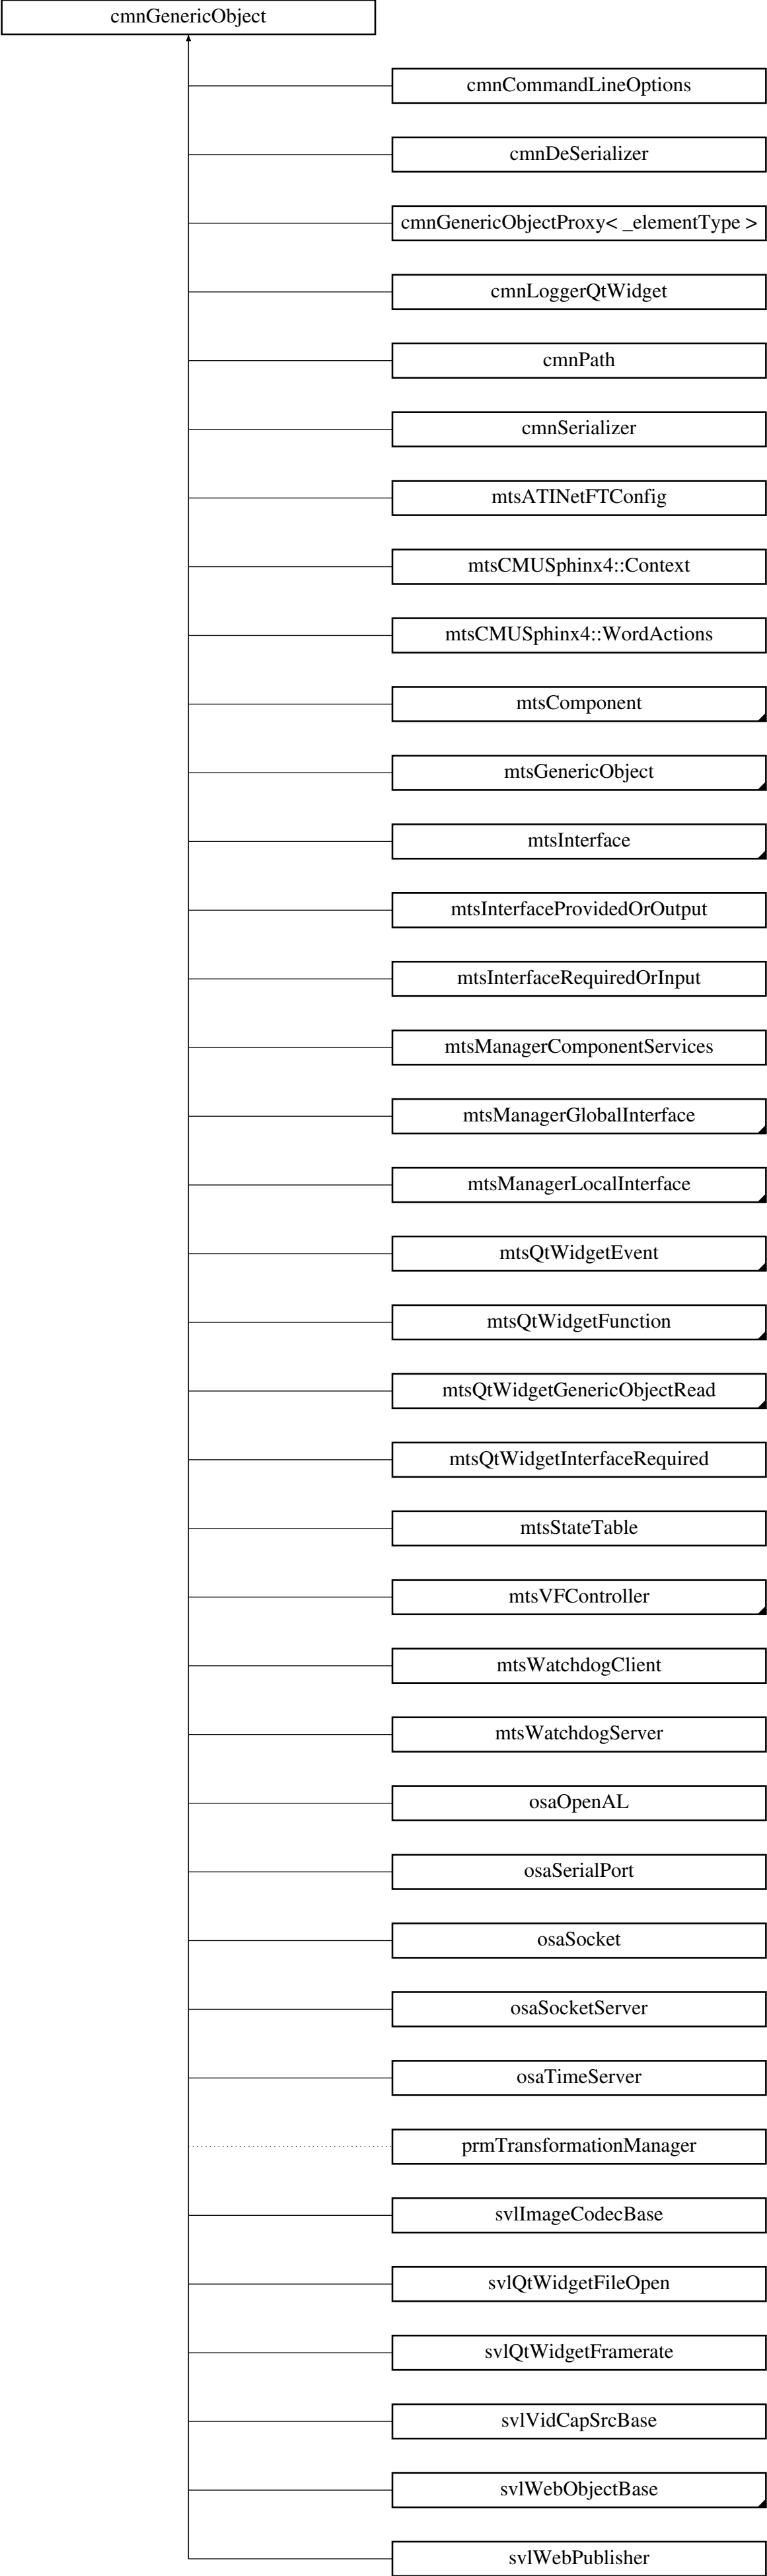 cmnGenericObject
cmnCommandLineOptions
cmnDeSerializer
cmnGenericObjectProxy< _elementType >
cmnLoggerQtWidget
cmnPath
cmnSerializer
mtsATINetFTConfig
mtsCMUSphinx4::Context
mtsCMUSphinx4::WordActions
mtsComponent
mtsGenericObject
mtsInterface
mtsInterfaceProvidedOrOutput
mtsInterfaceRequiredOrInput
mtsManagerComponentServices
mtsManagerGlobalInterface
mtsManagerLocalInterface
mtsQtWidgetEvent
mtsQtWidgetFunction
mtsQtWidgetGenericObjectRead
mtsQtWidgetInterfaceRequired
mtsStateTable
mtsVFController
mtsWatchdogClient
mtsWatchdogServer
osaOpenAL
osaSerialPort
osaSocket
osaSocketServer
osaTimeServer
prmTransformationManager
svlImageCodecBase
svlQtWidgetFileOpen
svlQtWidgetFramerate
svlVidCapSrcBase
svlWebObjectBase
svlWebPublisher